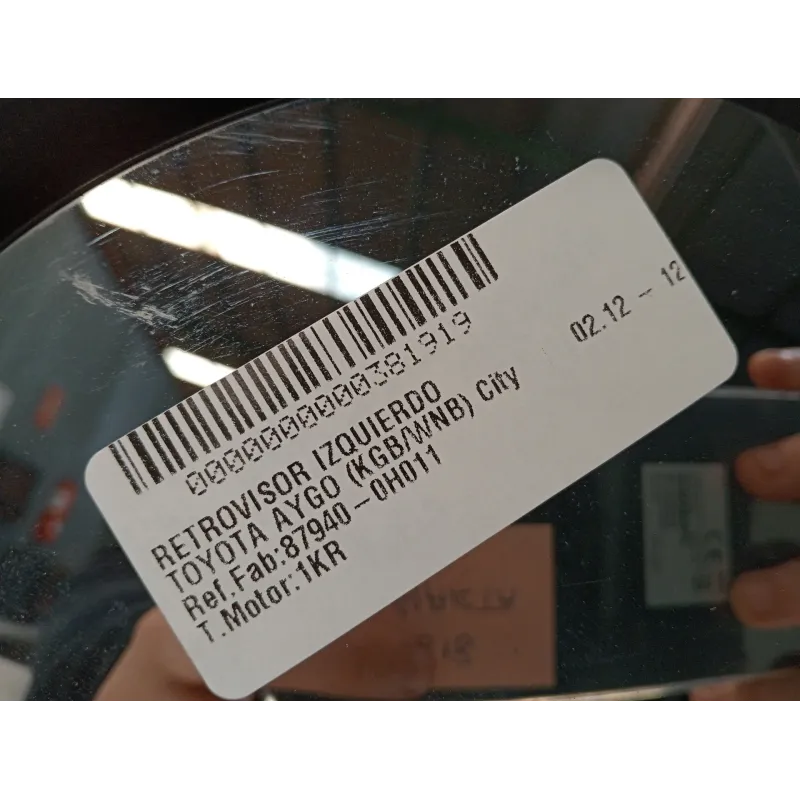 0000000000381919
RETROVISOR IZQUIERDO
TOYOTA AYGO (KGB/WNB) City
02.12 - 12
Ref.Fab:87940-0H011
T.Motor:1KR